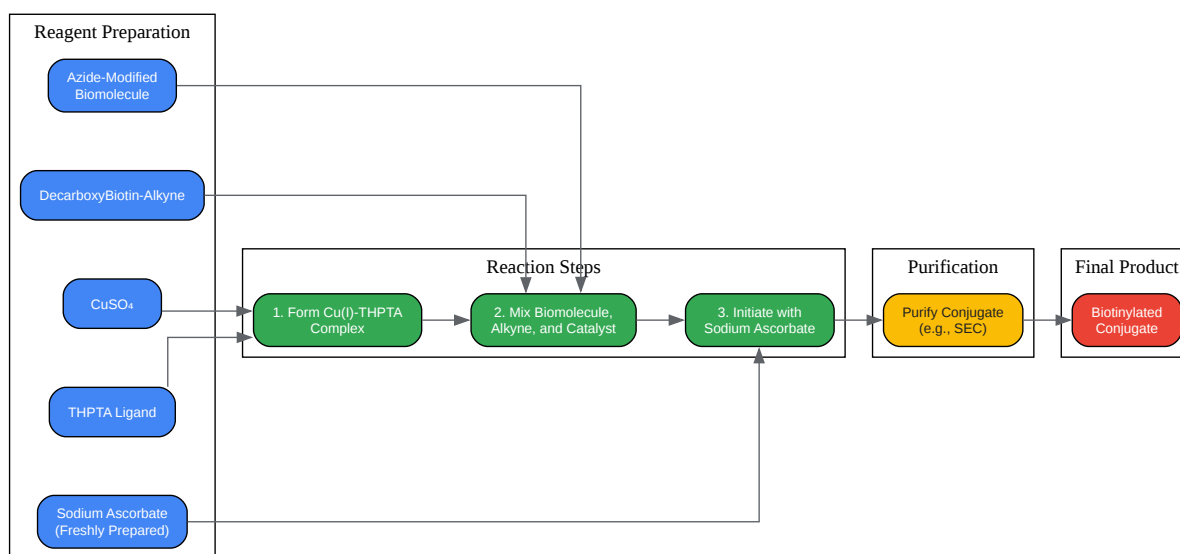 Reagent Preparation
Azide-Modified
Biomolecule
DecarboxyBiotin-Alkyne
CuSO₄
THPTA Ligand
Sodium Ascorbate
(Freshly Prepared)
Reaction Steps
1. Form Cu(I)-THPTA
Complex
2. Mix Biomolecule,
Alkyne, and Catalyst
3. Initiate with
Sodium Ascorbate
Purification
Purify Conjugate
(e.g., SEC)
Final Product
Biotinylated
Conjugate